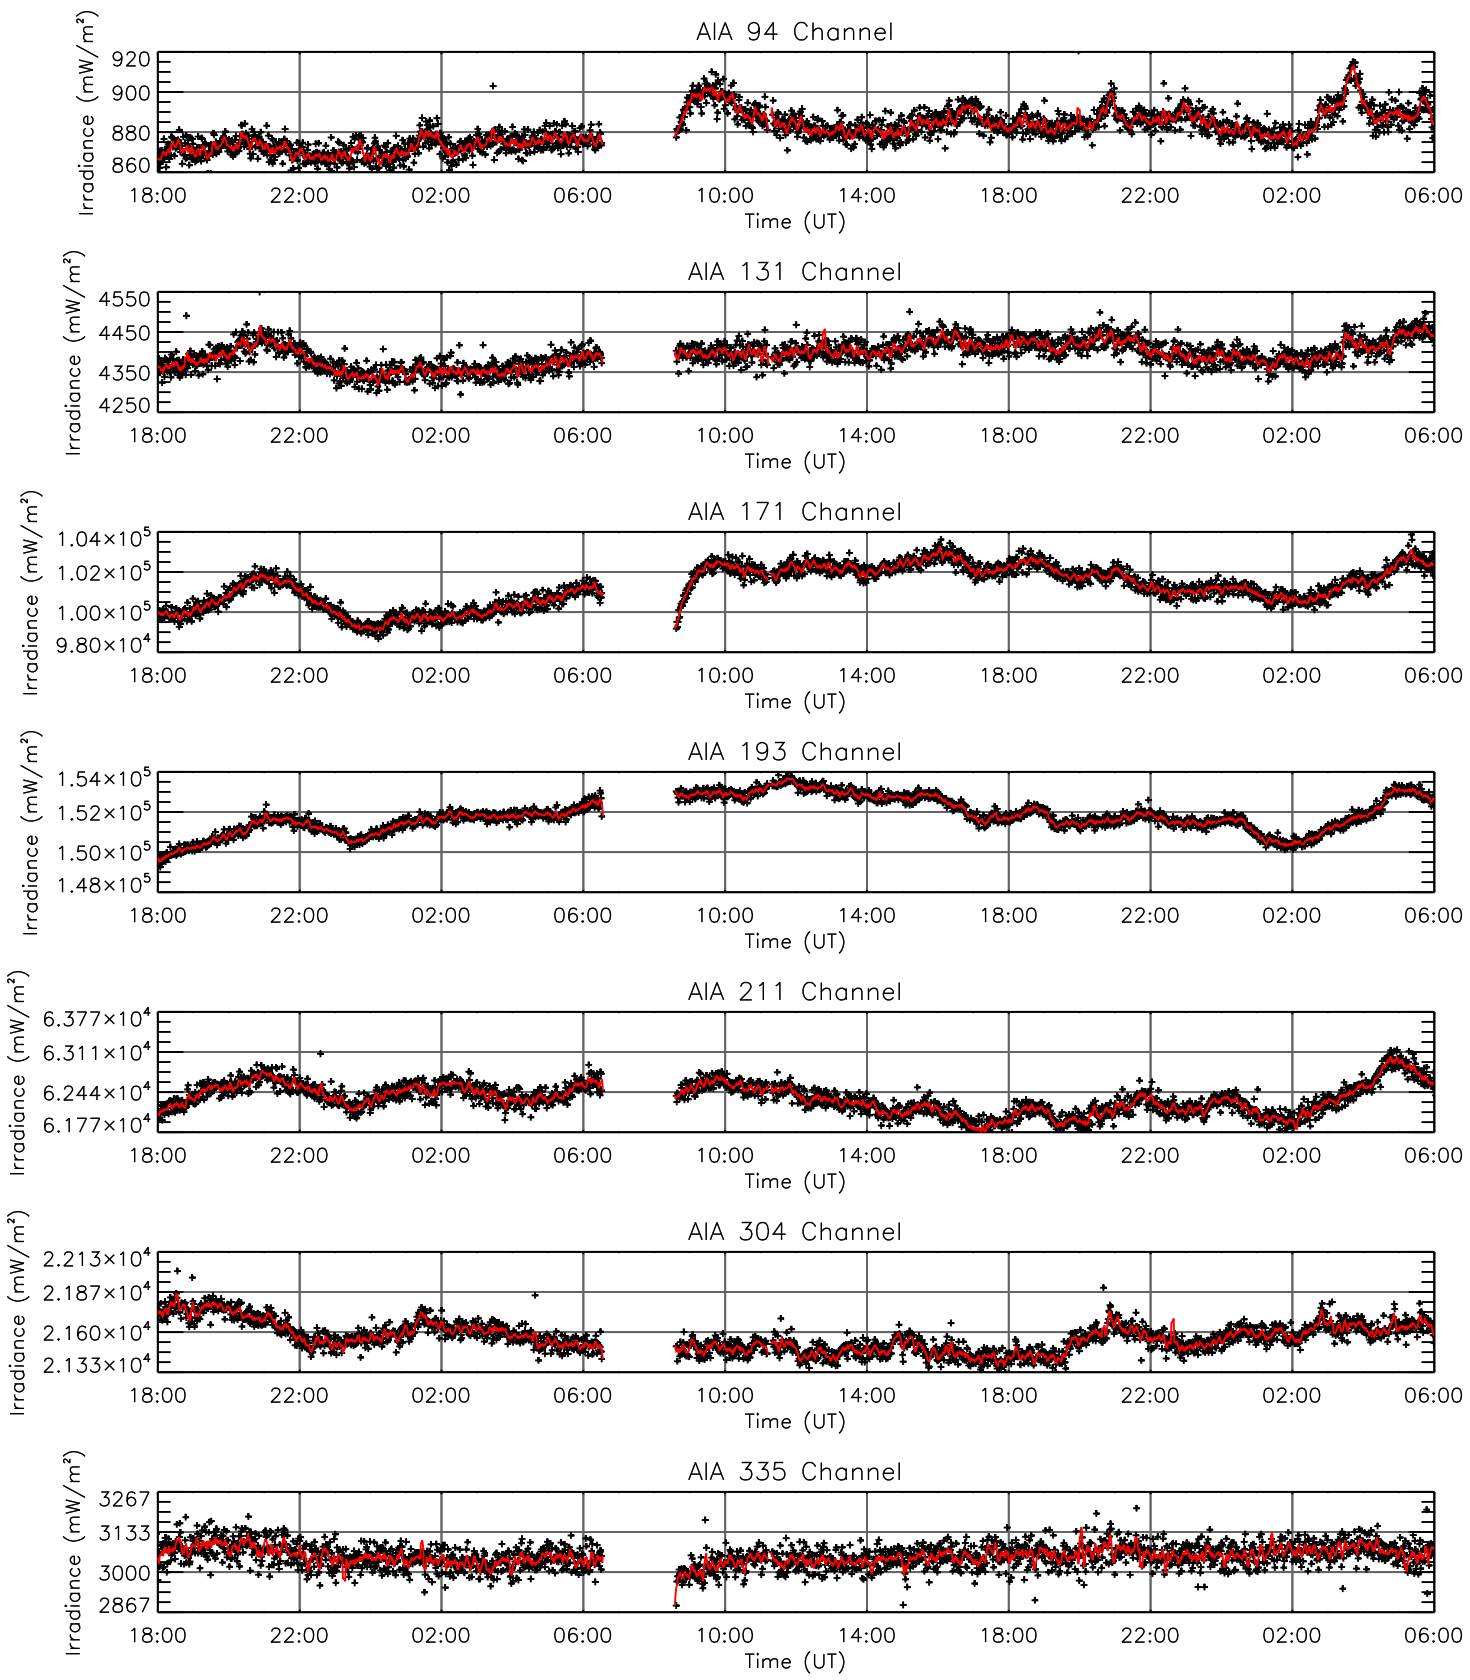 AIA 94 Channel
Irradiance (mW/m²)
920
900
880
860
18:00 22:00 02:00 06:00 10:00 14:00 18:00 22:00 02:00 06:00
Time (UT)
AIA 131 Channel
Irradiance (mW/m²)
4550
4450
4350
4250
18:00 22:00 02:00 06:00 10:00 14:00 18:00 22:00 02:00 06:00
Time (UT)
AIA 171 Channel
Irradiance (mW/m²)
1.04×10⁵
1.02×10⁵
1.00×10⁵
9.80×10⁴
18:00 22:00 02:00 06:00 10:00 14:00 18:00 22:00 02:00 06:00
Time (UT)
AIA 193 Channel
Irradiance (mW/m²)
1.54×10⁵
1.52×10⁵
1.50×10⁵
1.48×10⁵
18:00 22:00 02:00 06:00 10:00 14:00 18:00 22:00 02:00 06:00
Time (UT)
AIA 211 Channel
Irradiance (mW/m²)
6.377×10⁴
6.311×10⁴
6.244×10⁴
6.177×10⁴
18:00 22:00 02:00 06:00 10:00 14:00 18:00 22:00 02:00 06:00
Time (UT)
AIA 304 Channel
Irradiance (mW/m²)
2.213×10⁴
2.187×10⁴
2.160×10⁴
2.133×10⁴
18:00 22:00 02:00 06:00 10:00 14:00 18:00 22:00 02:00 06:00
Time (UT)
AIA 335 Channel
Irradiance (mW/m²)
3267
3133
3000
2867
18:00 22:00 02:00 06:00 10:00 14:00 18:00 22:00 02:00 06:00
Time (UT)